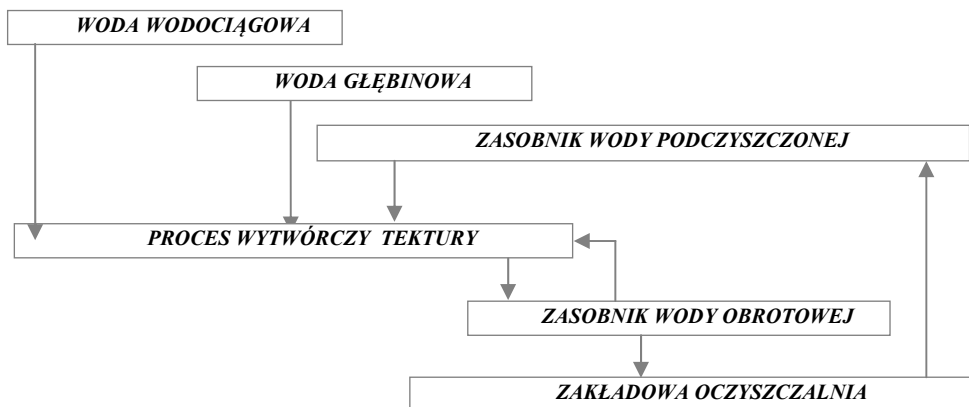 WODA WODOCIĄGOWA
WODA GŁĘBINOWA
ZASOBNIK WODY PODCZYSZCZONEJ
PROCES WYTWÓRCZY TEKTURY
ZASOBNIK WODY OBROTOWEJ
ZAKŁADOWA OCZYSZCZALNIA